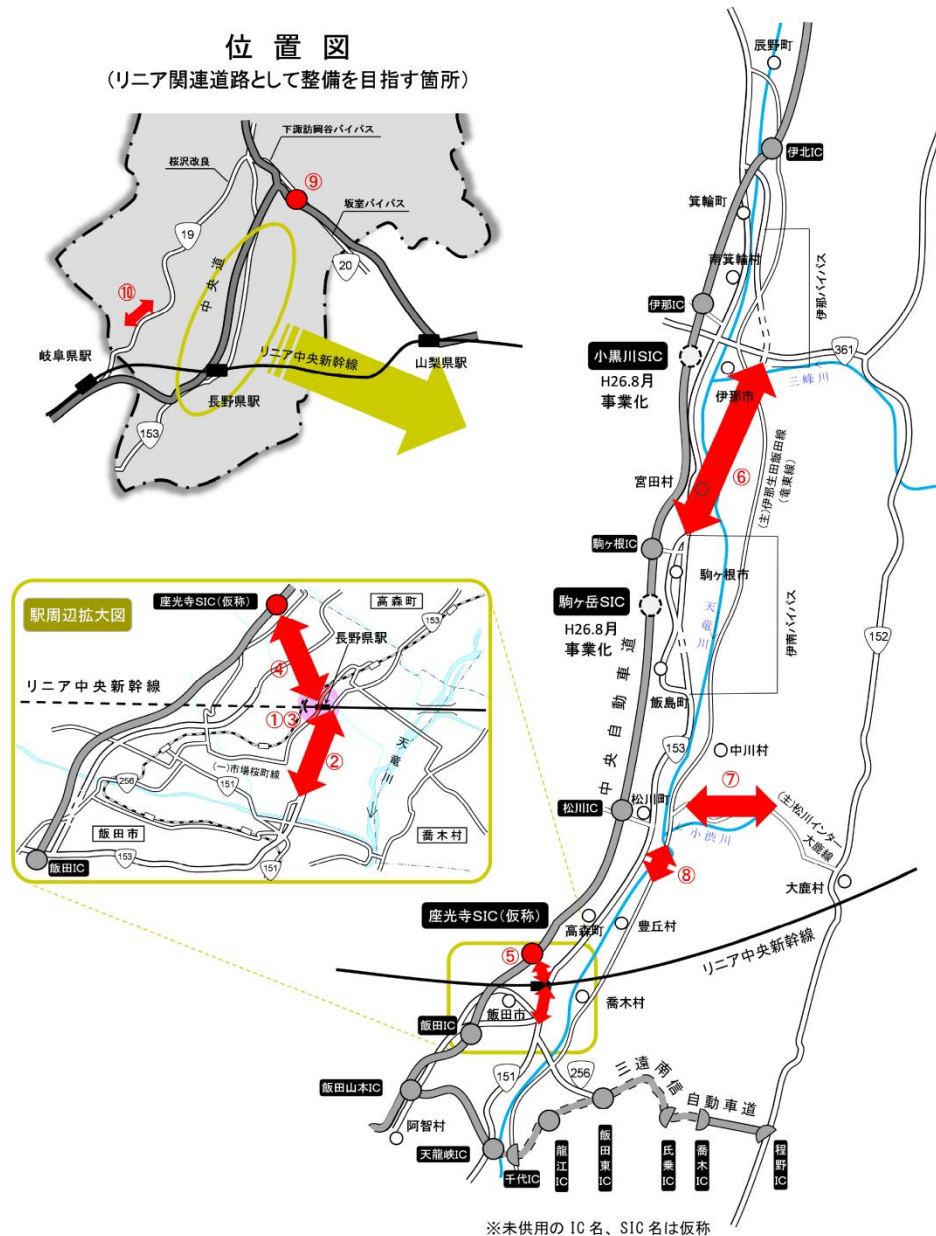 位置図
(リニア関連道路として整備を目指す箇所)
下諏訪岡谷バイパス
桜沢改良
⑨
坂室バイパス
19
20
中央道
⑩
岐阜県駅
リニア中央新幹線
山梨県駅
長野県駅
153
辰野町
伊北IC
箕輪町
南箕輪村
伊那バイパス
伊那IC
小黒川SIC
H26.8月
事業化
361
伊那市
三峰川
宮田村
⑥
(主)伊那生田飯田線
(竜東線)
駒ヶ根IC
駒ヶ根市
駒ヶ岳SIC
H26.8月
事業化
天竜川
伊南バイパス
152
飯島町
中央自動車道
153
中川村
⑦
松川IC
松川町
(主)松川インター
大鹿線
小渋川
⑧
大鹿村
座光寺SIC(仮称)
高森町
豊丘村
リニア中央新幹線
⑤
飯田市
喬木村
飯田IC
151
256
三遠南信
自動車道
飯田山本IC
阿智村
天龍峡IC
千代IC
龍江IC
飯田東IC
氏乗IC
喬木IC
程野IC
駅周辺拡大図
座光寺SIC(仮称)
高森町
153
長野県駅
④
リニア中央新幹線
①③
②
天竜川
(一)市場桜町線
256
151
飯田市
喬木村
153
151
飯田IC
※未供用の IC 名、SIC 名は仮称